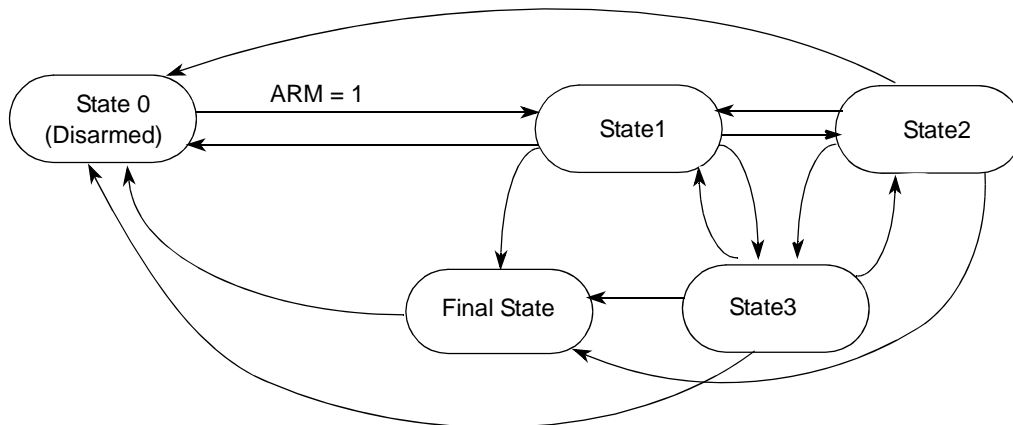 State 0
(Disarmed)
ARM = 1
State1
State2
Final State
State3